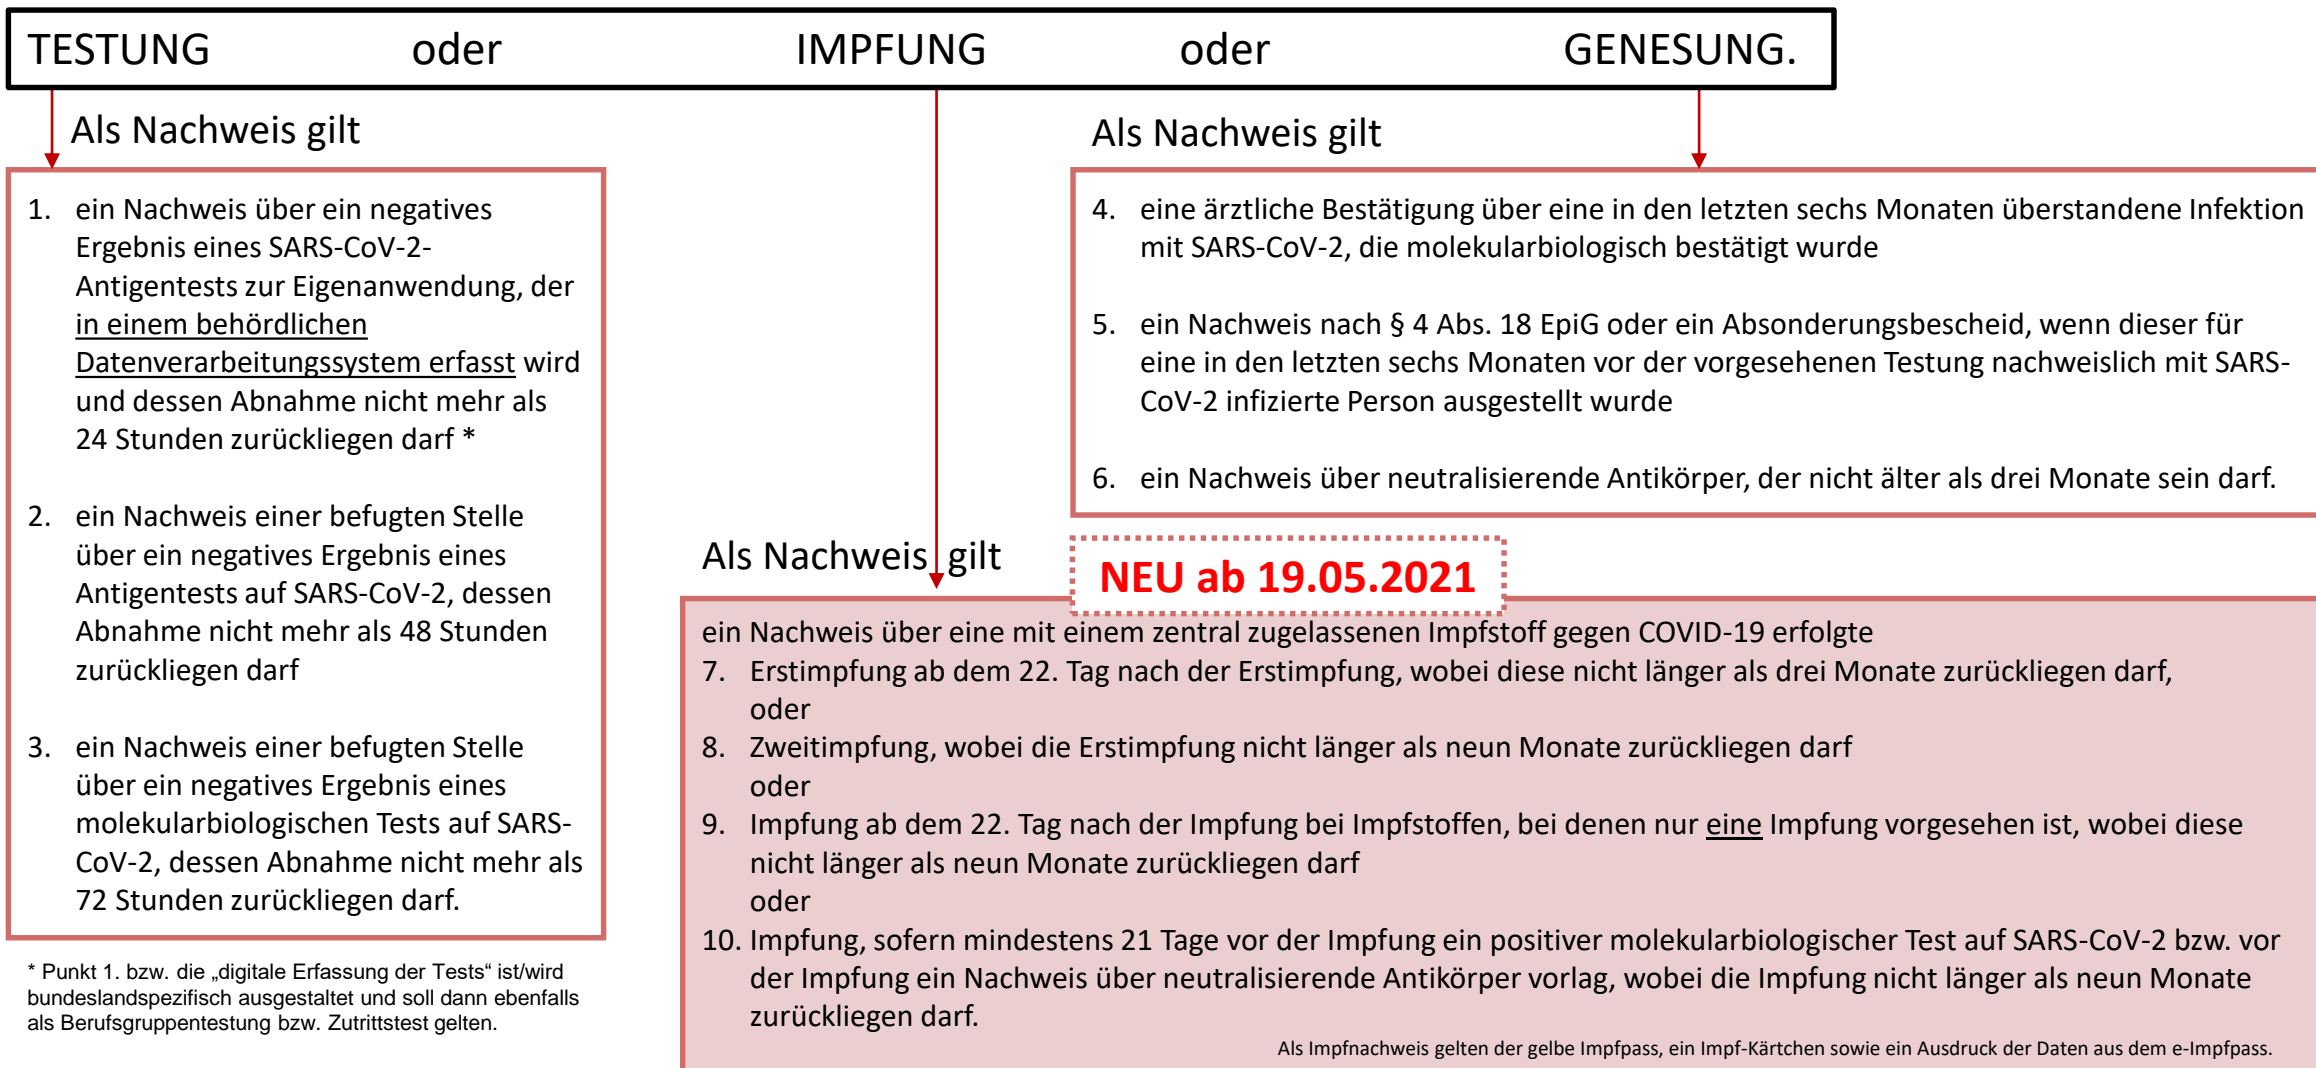 TESTUNG oder IMPFUNG oder GENESUNG.
Als Nachweis gilt
1. ein Nachweis über ein negatives
Ergebnis eines SARS-CoV-2-
Antigentests zur Eigenanwendung, der
in einem behördlichen
Datenverarbeitungssystem erfasst wird
und dessen Abnahme nicht mehr als
24 Stunden zurückliegen darf *
2. ein Nachweis einer befugten Stelle
über ein negatives Ergebnis eines
Antigentests auf SARS-CoV-2, dessen
Abnahme nicht mehr als 48 Stunden
zurückliegen darf
3. ein Nachweis einer befugten Stelle
über ein negatives Ergebnis eines
molekularbiologischen Tests auf SARS-
CoV-2, dessen Abnahme nicht mehr als
72 Stunden zurückliegen darf.
* Punkt 1. bzw. die „digitale Erfassung der Tests“ ist/wird
bundeslandspezifisch ausgestaltet und soll dann ebenfalls
als Berufsgruppentestung bzw. Zutrittstest gelten.
Als Nachweis gilt
4. eine ärztliche Bestätigung über eine in den letzten sechs Monaten überstandene Infektion
mit SARS-CoV-2, die molekularbiologisch bestätigt wurde
5. ein Nachweis nach § 4 Abs. 18 EpiG oder ein Absonderungsbescheid, wenn dieser für
eine in den letzten sechs Monaten vor der vorgesehenen Testung nachweislich mit SARS-
CoV-2 infizierte Person ausgestellt wurde
6. ein Nachweis über neutralisierende Antikörper, der nicht älter als drei Monate sein darf.
Als Nachweis gilt
NEU ab 19.05.2021
ein Nachweis über eine mit einem zentral zugelassenen Impfstoff gegen COVID-19 erfolgte
7. Erstimpfung ab dem 22. Tag nach der Erstimpfung, wobei diese nicht länger als drei Monate zurückliegen darf,
oder
8. Zweitimpfung, wobei die Erstimpfung nicht länger als neun Monate zurückliegen darf
oder
9. Impfung ab dem 22. Tag nach der Impfung bei Impfstoffen, bei denen nur eine Impfung vorgesehen ist, wobei diese
nicht länger als neun Monate zurückliegen darf
oder
10. Impfung, sofern mindestens 21 Tage vor der Impfung ein positiver molekularbiologischer Test auf SARS-CoV-2 bzw. vor
der Impfung ein Nachweis über neutralisierende Antikörper vorlag, wobei die Impfung nicht länger als neun Monate
zurückliegen darf.
Als Impfnachweis gelten der gelbe Impfpass, ein Impf-Kärtchen sowie ein Ausdruck der Daten aus dem e-Impfpass.